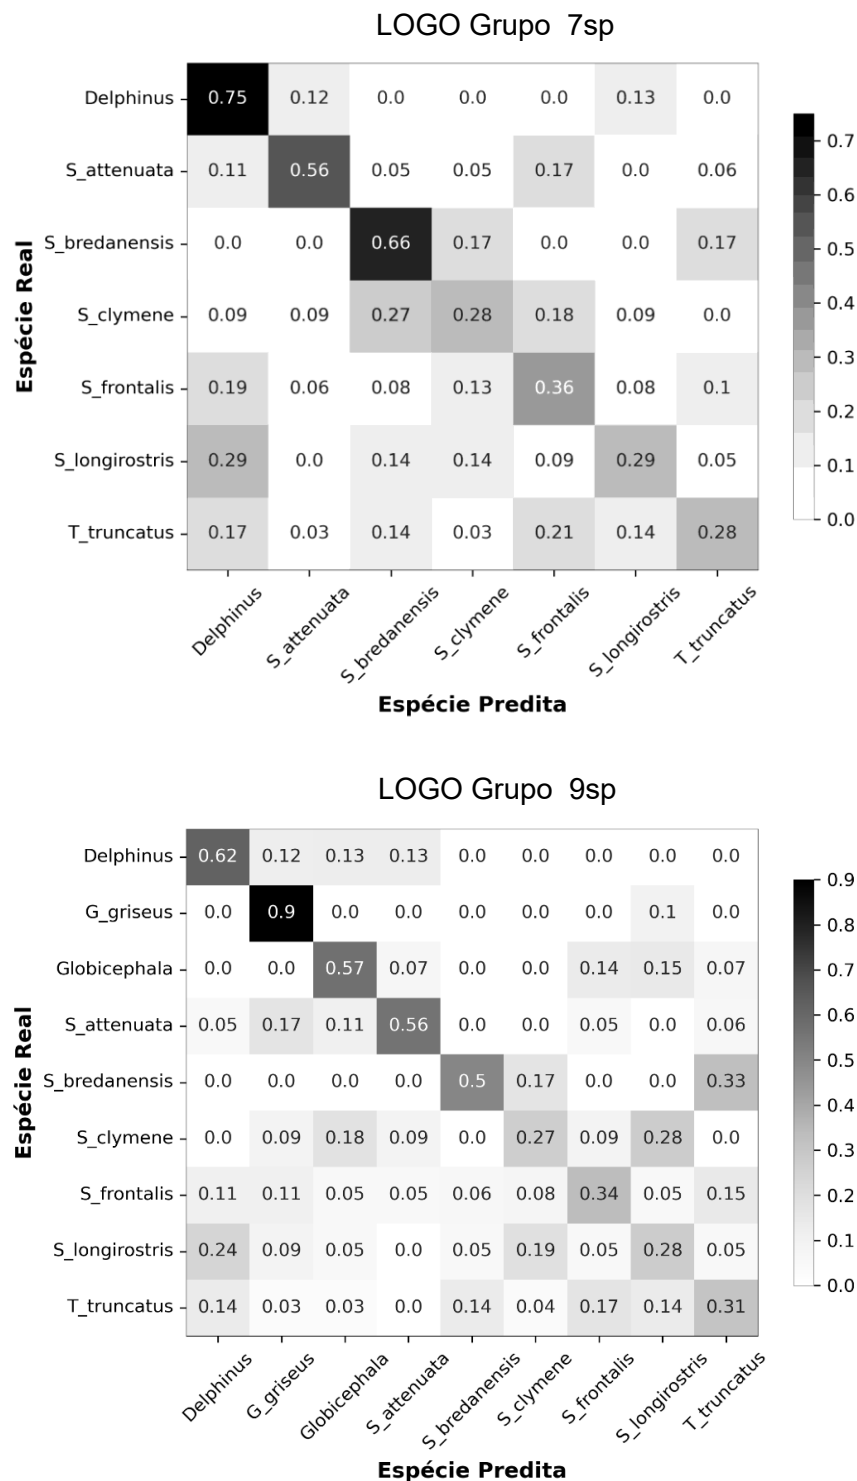 LOGO Grupo 7sp
Delphinus 0.75 0.12 0.0 0.0 0.0 0.13 0.0
S_attenuata 0.11 0.56 0.05 0.05 0.17 0.0 0.06
S_bredanensis 0.0 0.0 0.66 0.17 0.0 0.0 0.17
S_clymene 0.09 0.09 0.27 0.28 0.18 0.09 0.0
S_frontalis 0.19 0.06 0.08 0.13 0.36 0.08 0.1
S_longirostris 0.29 0.0 0.14 0.14 0.09 0.29 0.05
T_truncatus 0.17 0.03 0.14 0.03 0.21 0.14 0.28
Espécie Real
Delphinus S_attenuata S_bredanensis S_clymene S_frontalis S_longirostris T_truncatus
Espécie Predita
0.7
0.6
0.5
0.4
0.3
0.2
0.1
0.0
LOGO Grupo 9sp
Delphinus 0.62 0.12 0.13 0.13 0.0 0.0 0.0 0.0 0.0
G_griseus 0.0 0.9 0.0 0.0 0.0 0.0 0.0 0.1 0.0
Globicephala 0.0 0.0 0.57 0.07 0.0 0.0 0.14 0.15 0.07
S_attenuata 0.05 0.17 0.11 0.56 0.0 0.0 0.05 0.0 0.06
S_bredanensis 0.0 0.0 0.0 0.0 0.5 0.17 0.0 0.0 0.33
S_clymene 0.0 0.09 0.18 0.09 0.0 0.27 0.09 0.28 0.0
S_frontalis 0.11 0.11 0.05 0.05 0.06 0.08 0.34 0.05 0.15
S_longirostris 0.24 0.09 0.05 0.0 0.05 0.19 0.05 0.28 0.05
T_truncatus 0.14 0.03 0.03 0.0 0.14 0.04 0.17 0.14 0.31
Espécie Real
Delphinus G_griseus Globicephala S_attenuata S_bredanensis S_clymene S_frontalis S_longirostris T_truncatus
Espécie Predita
0.9
0.8
0.7
0.6
0.5
0.4
0.3
0.2
0.1
0.0